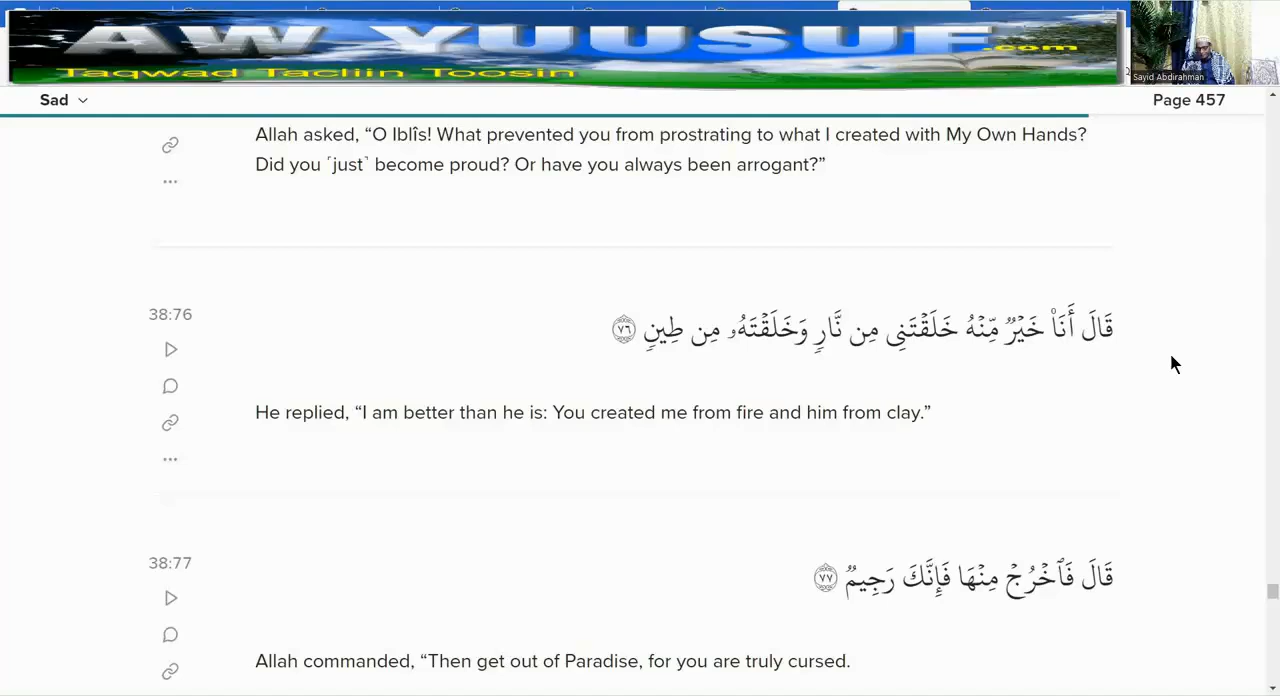 AW YUUSUF.com
Taqwad Tacliin Toosin
Sayid Abdirahman
Sad
Page 457
Allah asked, “O Iblîs! What prevented you from prostrating to what I created with My Own Hands?
Did you ˹just˺ become proud? Or have you always been arrogant?”
38:76
قَالَ أَنَا۠ خَيْرٌ مِّنْهُ خَلَقْتَنِى مِن نَّارٍ وَخَلَقْتَهُۥ مِن طِينٍ ٧٦
He replied, “I am better than he is: You created me from fire and him from clay.”
38:77
قَالَ فَٱخْرُجْ مِنْهَا فَإِنَّكَ رَجِيمٌ ٧٧
Allah commanded, “Then get out of Paradise, for you are truly cursed.